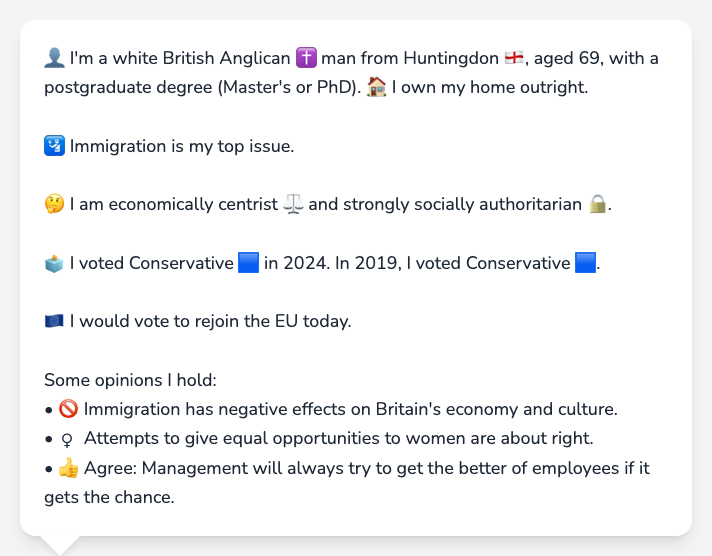 👤 I'm a white British Anglican ✝️ man from Huntingdon 🏴󠁧󠁢󠁥󠁮󠁧󠁿, aged 69, with a
postgraduate degree (Master's or PhD). 🏠 I own my home outright.
🛂 Immigration is my top issue.
🤔 I am economically centrist ⚖️ and strongly socially authoritarian 🔒.
🗳️ I voted Conservative 🟦 in 2024. In 2019, I voted Conservative 🟦.
🇪🇺 I would vote to rejoin the EU today.
Some opinions I hold:
• 🚫 Immigration has negative effects on Britain's economy and culture.
• ♀ Attempts to give equal opportunities to women are about right.
• 👍 Agree: Management will always try to get the better of employees if it
gets the chance.